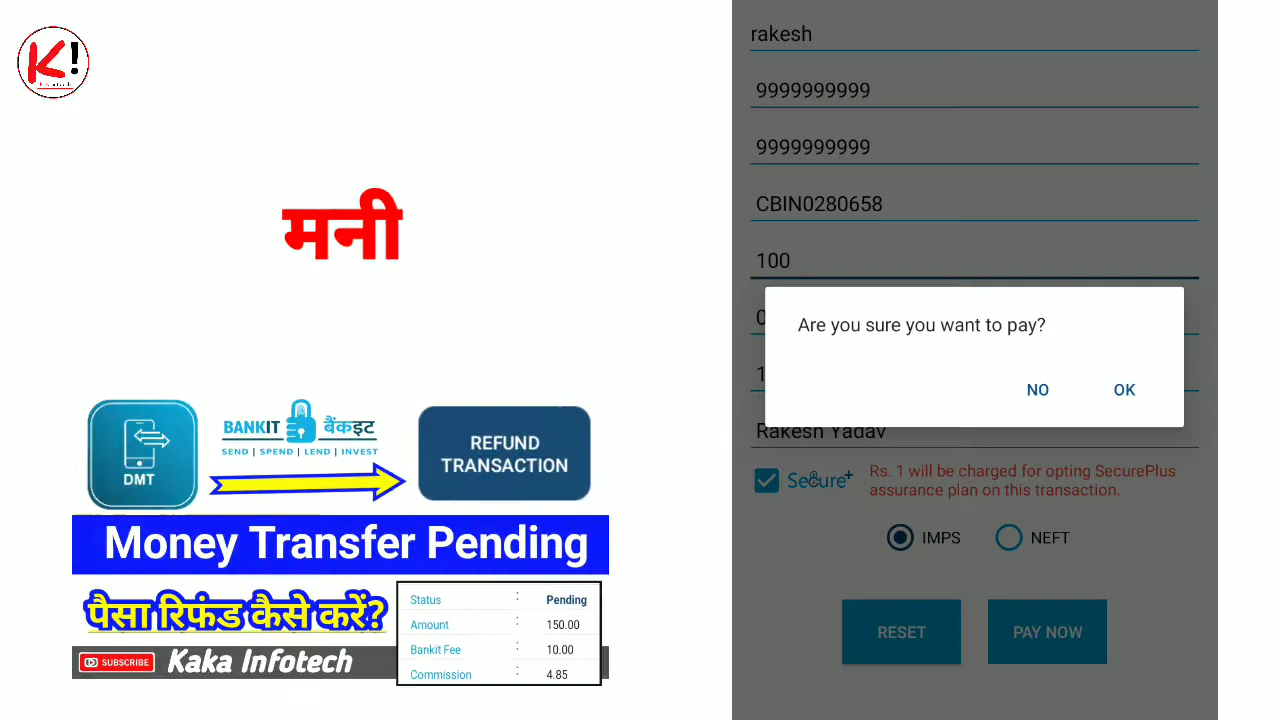 K!
मनी
DMT
BANKIT बैंकइट
SEND | SPEND | LEND | INVEST
REFUND
TRANSACTION
Money Transfer Pending
पैसा रिफंड कैसे करें?
SUBSCRIBE
Kaka Infotech
Status : Pending
Amount : 150.00
Bankit Fee : 10.00
Commission : 4.85
rakesh
9999999999
9999999999
CBIN0280658
100
Are you sure you want to pay?
NO OK
Rakesh Yadav
Secure+
Rs. 1 will be charged for opting SecurePlus
assurance plan on this transaction.
IMPS NEFT
RESET PAY NOW